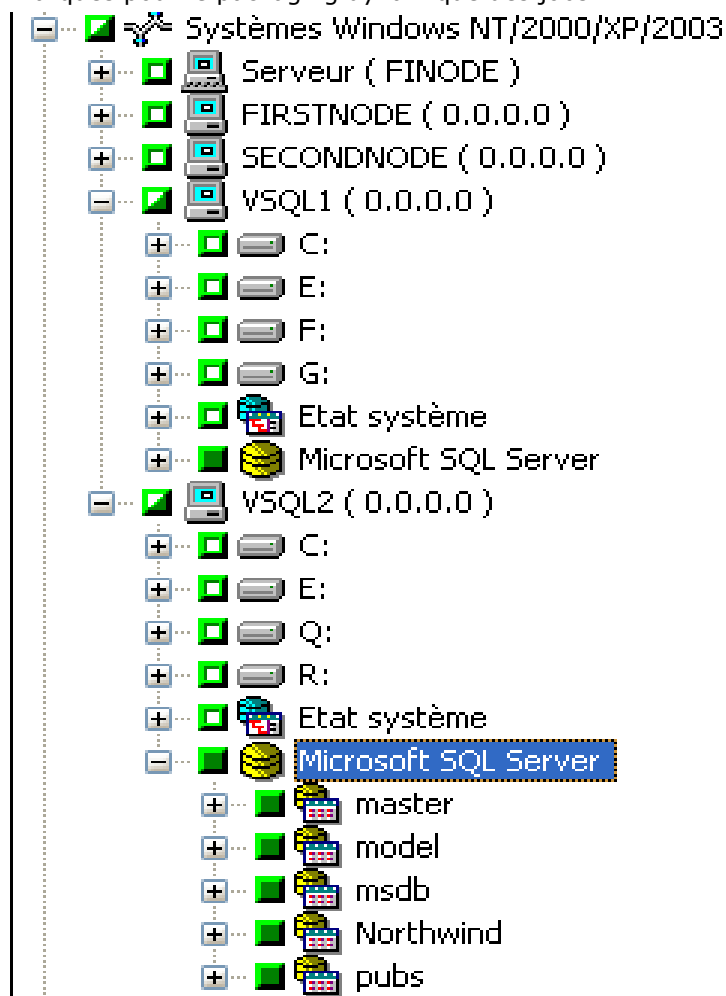 Systèmes Windows NT/2000/XP/2003
Serveur ( FINODE )
FIRSTNODE ( 0.0.0.0 )
SECONDNODE ( 0.0.0.0 )
VSQL1 ( 0.0.0.0 )
C:
E:
F:
G:
Etat système
Microsoft SQL Server
VSQL2 ( 0.0.0.0 )
C:
E:
Q:
R:
Etat système
Microsoft SQL Server
master
model
msdb
Northwind
pubs